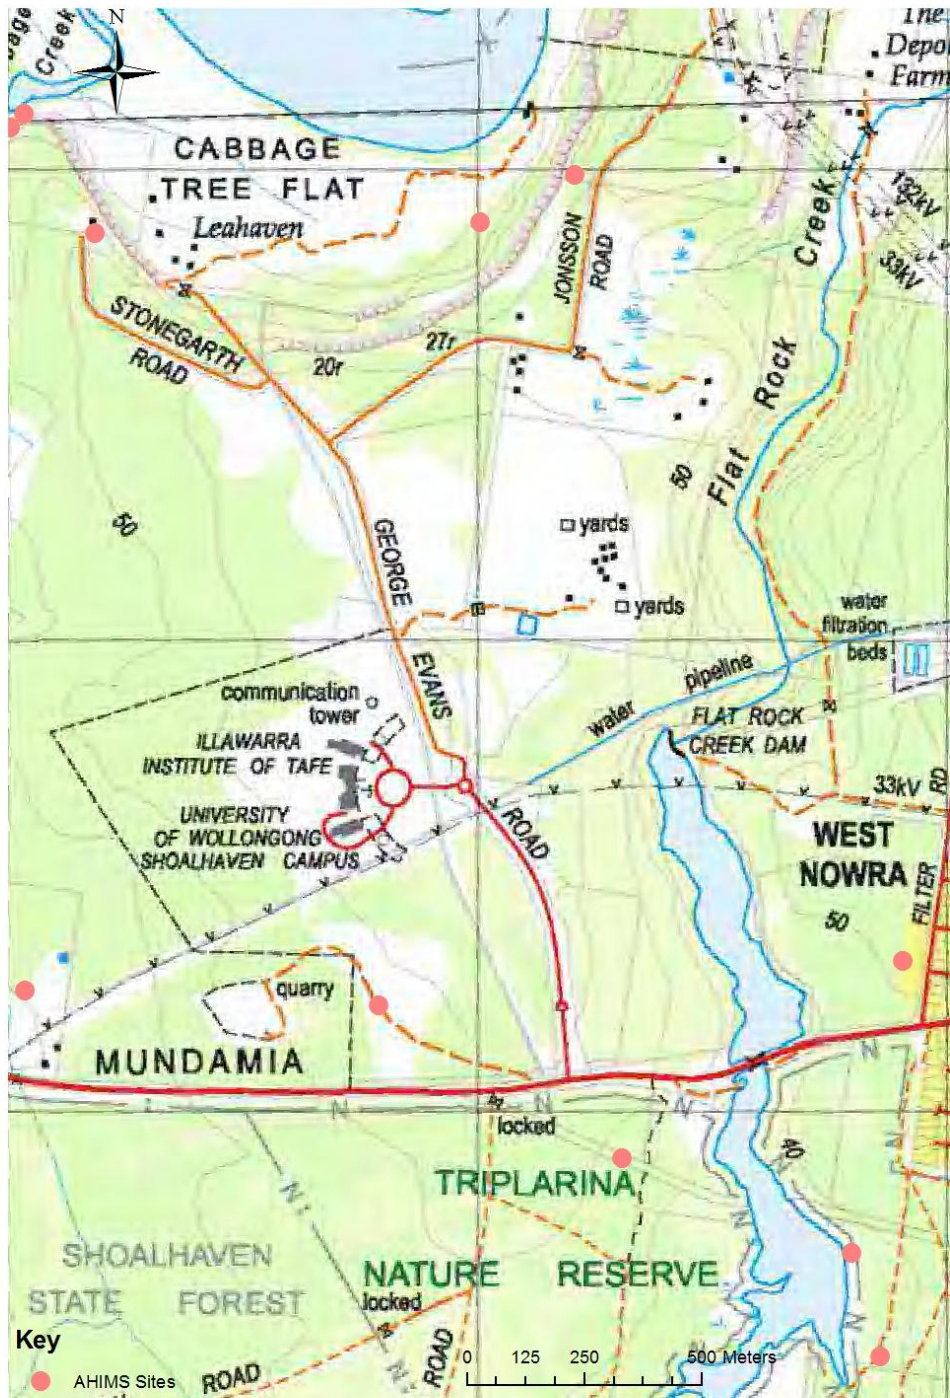 N
bage
Creek
The
Depot
Farm
CABBAGE
TREE FLAT
Leahaven
132kV
33kV
Creek
JONSSON
ROAD
STONEGARTH
ROAD
20r
27r
Rock
Flat
50
50
yards
GEORGE
yards
water
filtration
beds
EVANS
pipeline
communication
tower
water
FLAT ROCK
CREEK DAM
ILLAWARRA
INSTITUTE OF TAFE
33kV
RD
UNIVERSITY
OF WOLLONGONG
SHOALHAVEN CAMPUS
ROAD
WEST
NOWRA
FILTER
50
quarry
MUNDAMIA
N
N
N
N
locked
40
N
TRIPLARINA
N
N
N
SHOALHAVEN
STATE FOREST
NATURE RESERVE
locked
N
Key
AHIMS Sites
ROAD
ROAD
N
0 125 250 500 Meters